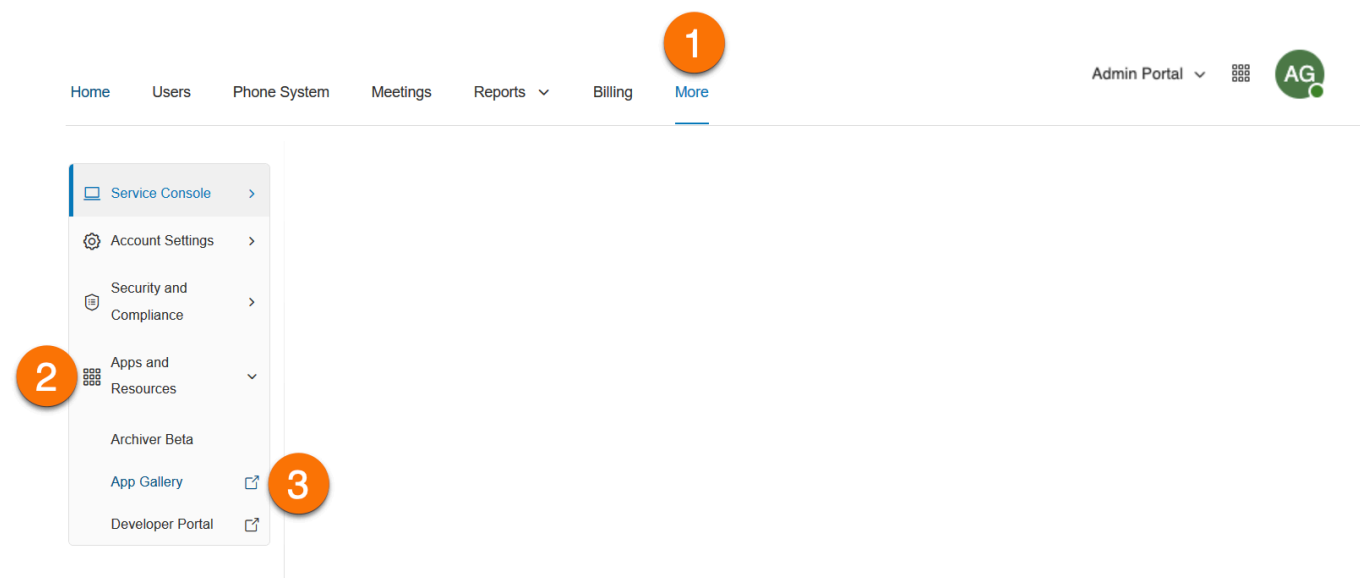 1
Admin Portal
AG
Home Users Phone System Meetings Reports Billing More
Service Console
Account Settings
Security and
Compliance
2
Apps and
Resources
Archiver Beta
App Gallery
3
Developer Portal